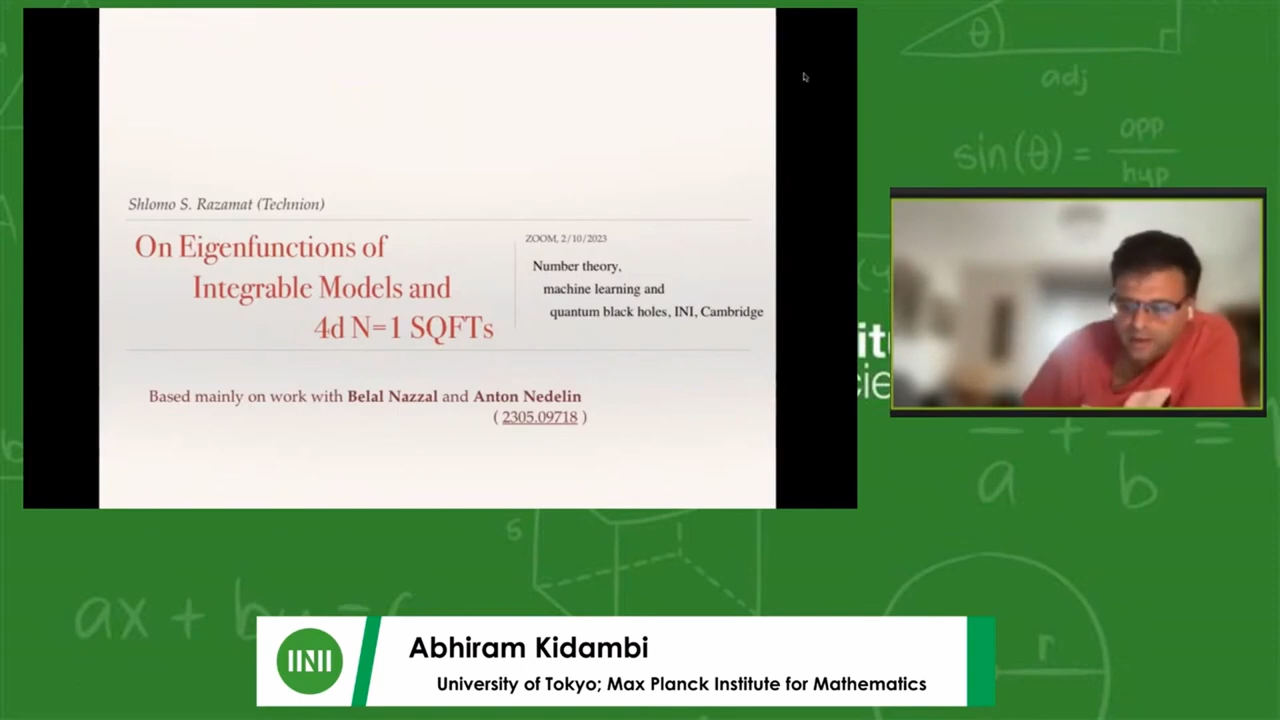 Shlomo S. Razamat (Technion)
On Eigenfunctions of
Integrable Models and
4d N=1 SQFTs
ZOOM, 2/10/2023
Number theory,
machine learning and
quantum black holes, INI, Cambridge
Based mainly on work with Belal Nazzal and Anton Nedelin
( 2305.09718 )
θ
adj
sin(θ) = opp
hyp
a + b =
a b
5
r
INI
Abhiram Kidambi
University of Tokyo; Max Planck Institute for Mathematics